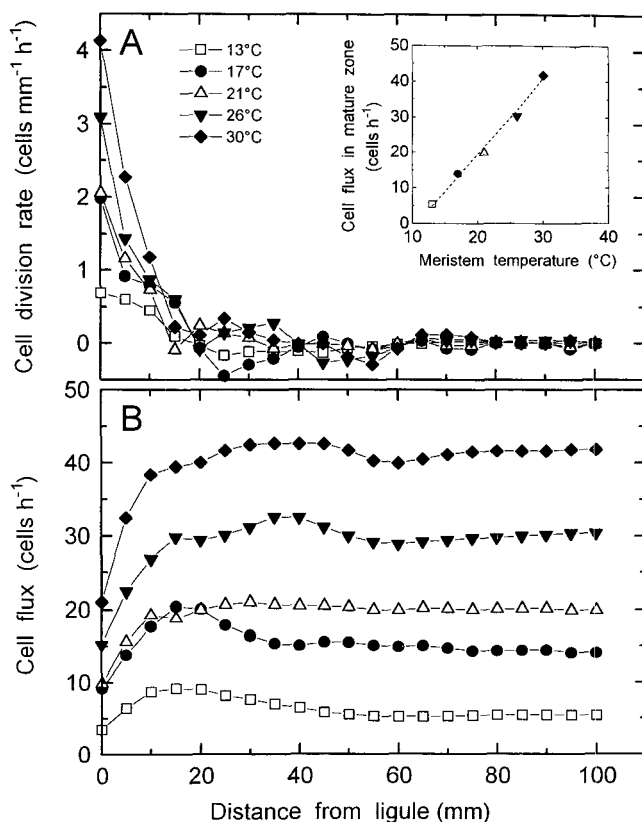 A
Cell division rate (cells mm⁻¹ h⁻¹)
4
3
2
1
0
13°C
17°C
21°C
26°C
30°C
Cell flux in mature zone
(cells h⁻¹)
50
40
30
20
10
0
10 20 30 40
Meristem temperature (°C)
B
Cell flux (cells h⁻¹)
50
40
30
20
10
0
0 20 40 60 80 100
Distance from ligule (mm)